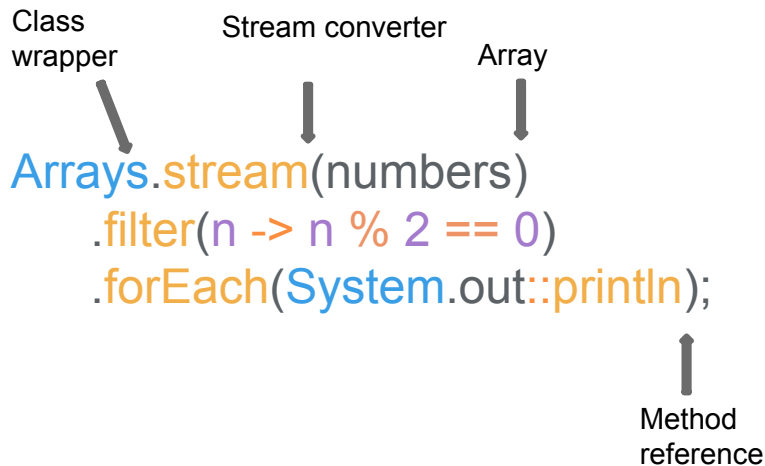 Class
wrapper
Stream converter
Array
Arrays.stream(numbers)
.filter(n -> n % 2 == 0)
.forEach(System.out::println);
Method
reference